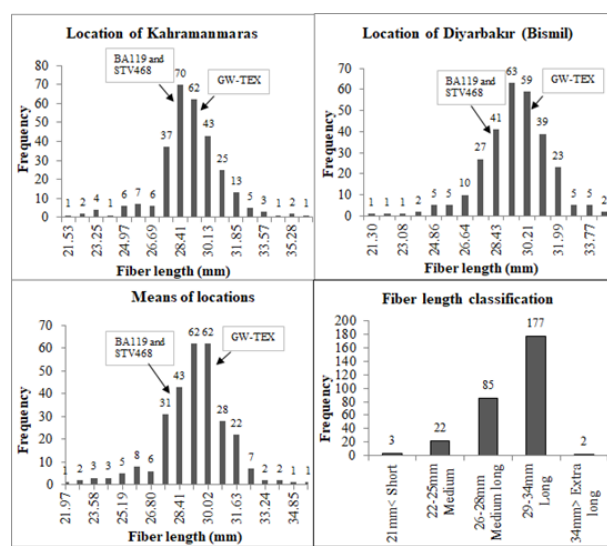 Location of Kahramanmaras
BA119 and
STV468
GW-TEX
Frequency
80
70
60
50
40
30
20
10
0
1 2 4 1 6 7 6 37 70 62 43 25 13 5 3 1 2 1
21.53 23.25 24.97 26.69 28.41 30.13 31.85 33.57 35.28
Fiber length (mm)
Location of Diyarbakır (Bismil)
BA119 and
STV468
GW-TEX
Frequency
70
60
50
40
30
20
10
0
1 1 1 2 5 5 10 27 41 63 59 39 23 5 5 2
21.30 23.08 24.86 26.64 28.43 30.21 31.99 33.77
Fiber length (mm)
Means of locations
BA119 and
STV468
GW-TEX
Frequency
70
60
50
40
30
20
10
0
1 2 3 3 5 8 6 31 43 62 62 28 22 7 2 2 1 1
21.97 23.58 25.19 26.80 28.41 30.02 31.63 33.24 34.85
Fiber length (mm)
Fiber length classification
Frequency
200
180
160
140
120
100
80
60
40
20
0
3 22 85 177 2
21mm< Short
22-25mm
Medium
26-28mm
Medium long
29-34mm
Long
34mm> Extra
long